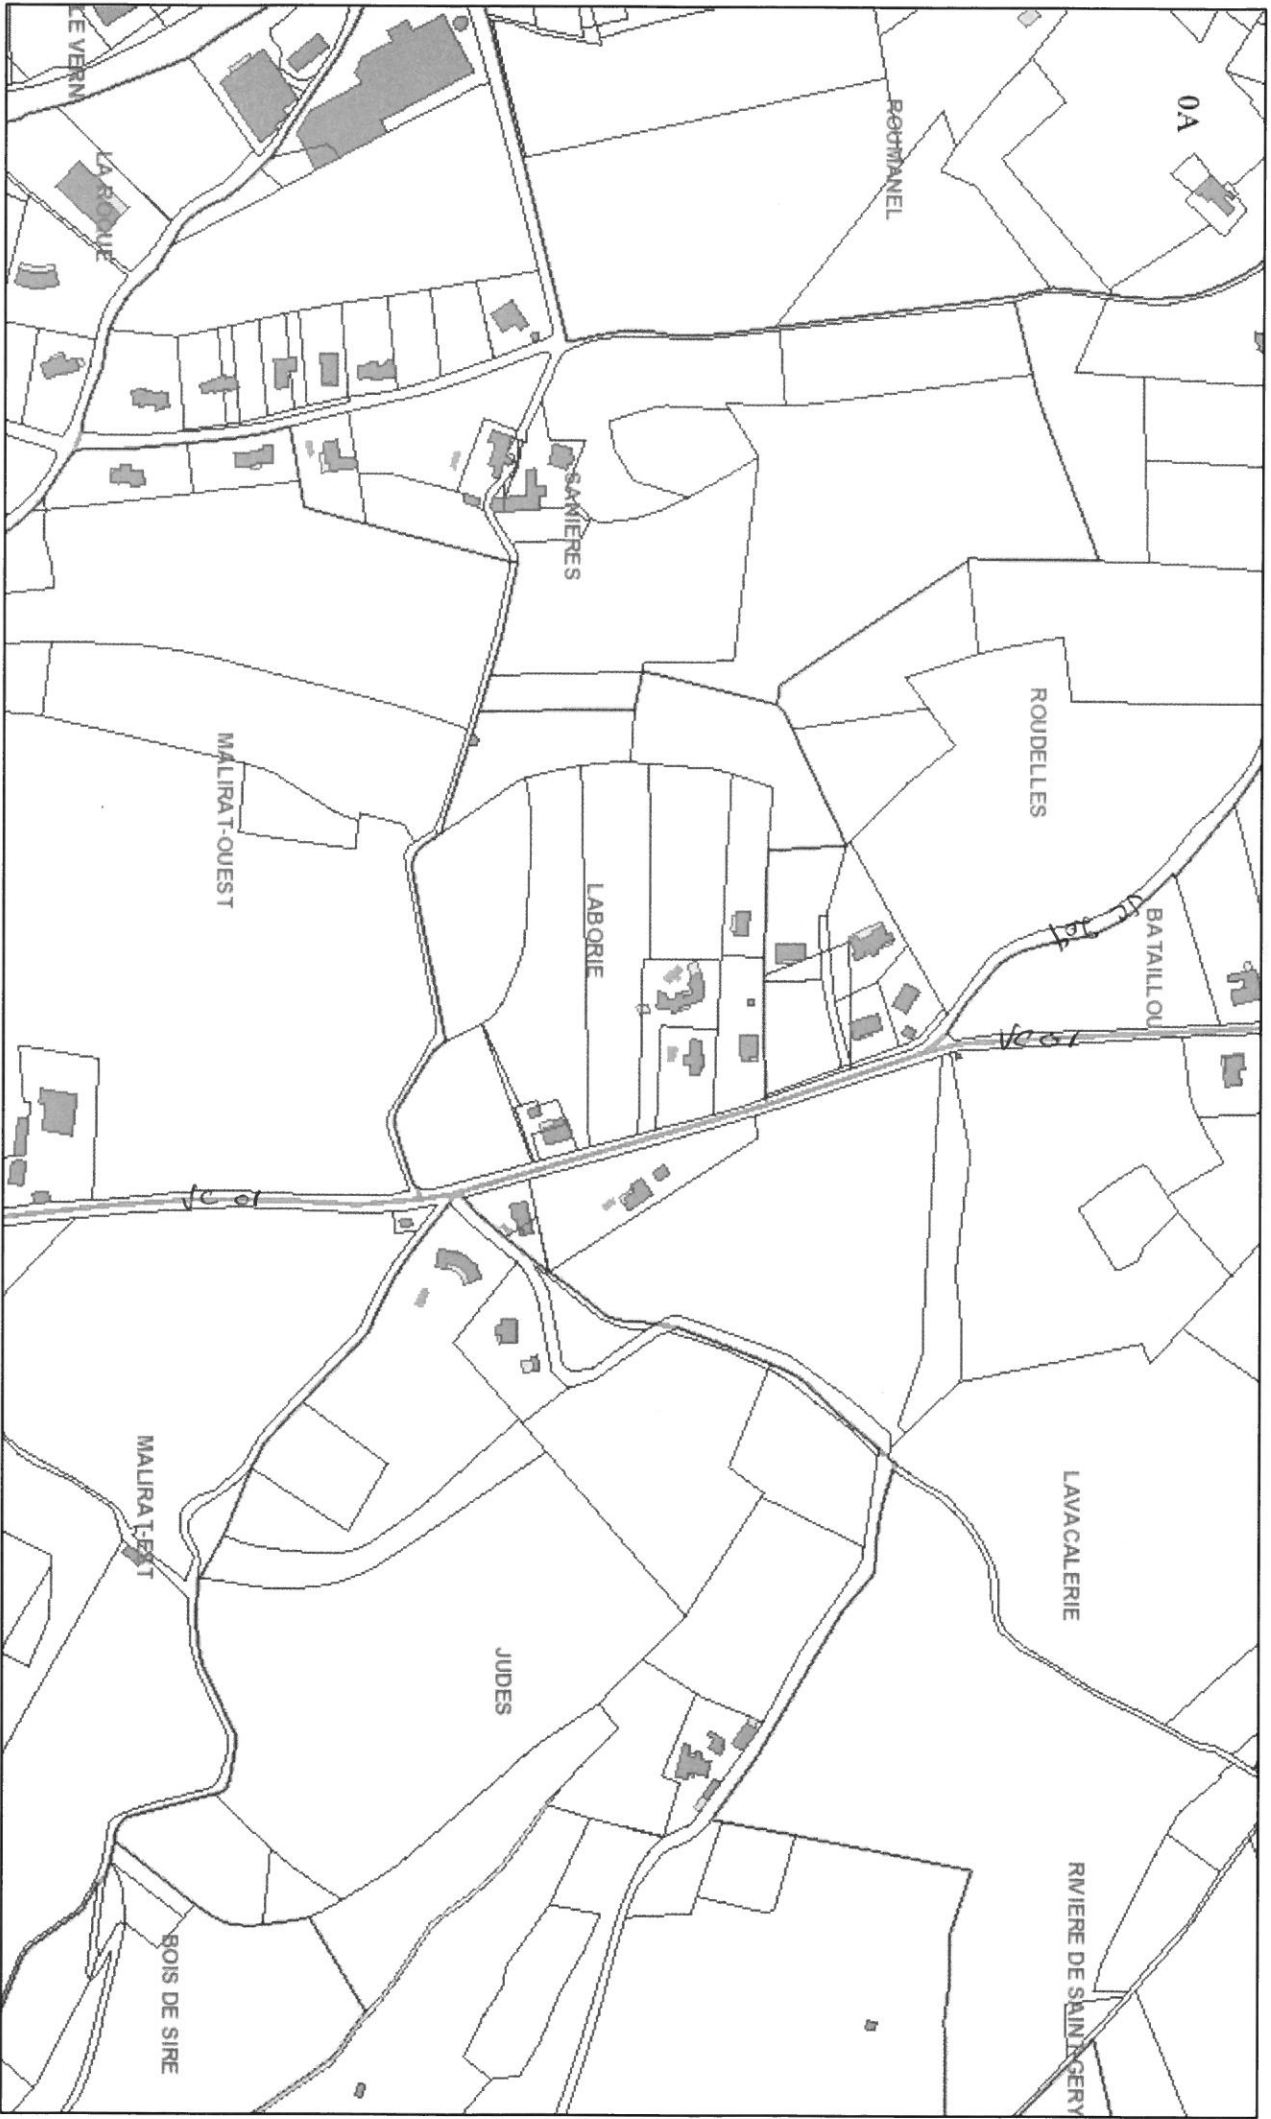 LE VERN
LA ROQUE
0A
ROUMANEL
SANIERES
ROUDELLES
MALIRAT-OUEST
LABORIE
BATAILLOU
VC 01
VC 01
LAVACALERIE
MALIRAT-EST
JUDES
RIVIERE DE SAINT-GERY
BOIS DE SIRE